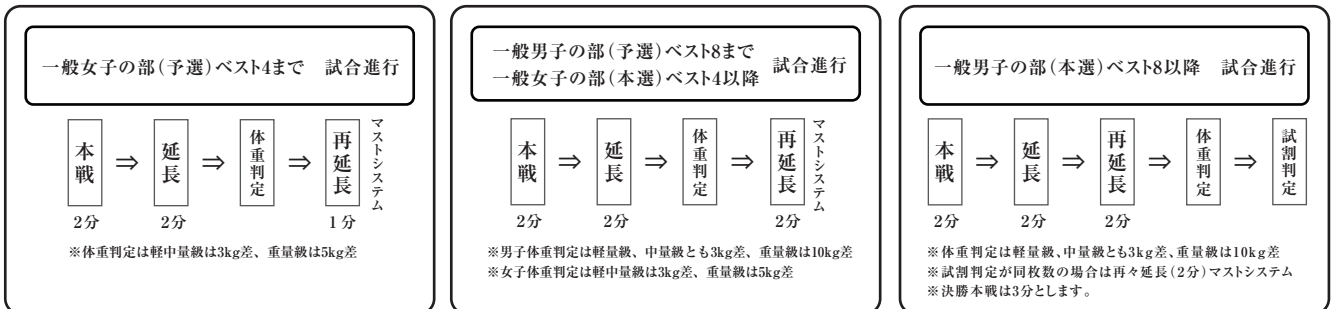 一般女子の部(予選)ベスト4まで 試合進行
本戦 ⇒ 延長 ⇒ 体重判定 ⇒ 再延長 マストシステム
2分 2分 1分
※体重判定は軽中量級は3kg差、重量級は5kg差
一般男子の部(予選)ベスト8まで
一般女子の部(本選)ベスト4以降
試合進行
本戦 ⇒ 延長 ⇒ 体重判定 ⇒ 再延長 マストシステム
2分 2分 2分
※男子体重判定は軽量級、中量級とも3kg差、重量級は10kg差
※女子体重判定は軽中量級は3kg差、重量級は5kg差
一般男子の部(本選)ベスト8以降 試合進行
本戦 ⇒ 延長 ⇒ 再延長 ⇒ 体重判定 ⇒ 試割判定
2分 2分 2分
※体重判定は軽量級、中量級とも3kg差、重量級は10kg差
※試割判定が同枚数の場合は再々延長(2分)マストシステム
※決勝本戦は3分とします。